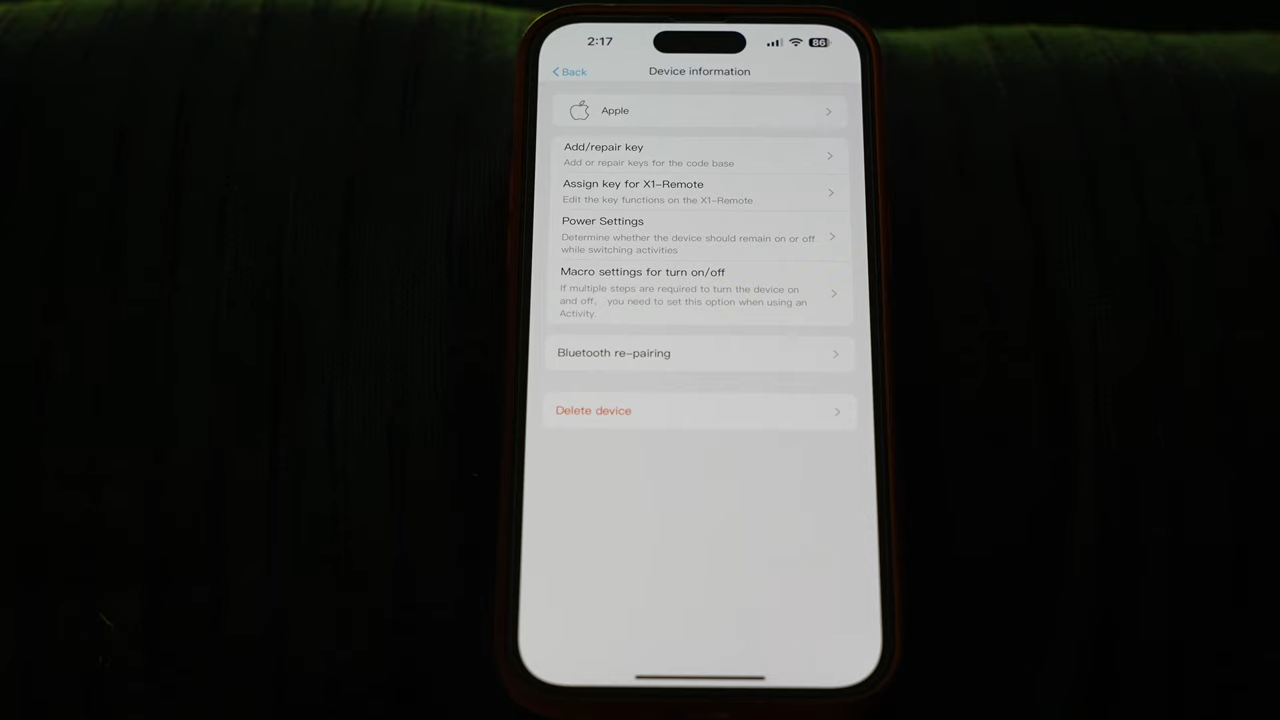 2:17
86
Back
Device information
Apple
Add/repair key
Add or repair keys for the code base
Assign key for X1-Remote
Edit the key functions on the X1-Remote
Power Settings
Determine whether the device should remain on or off
while switching activities
Macro settings for turn on/off
If multiple steps are required to turn the device on
and off, you need to set this option when using an
Activity.
Bluetooth re-pairing
Delete device